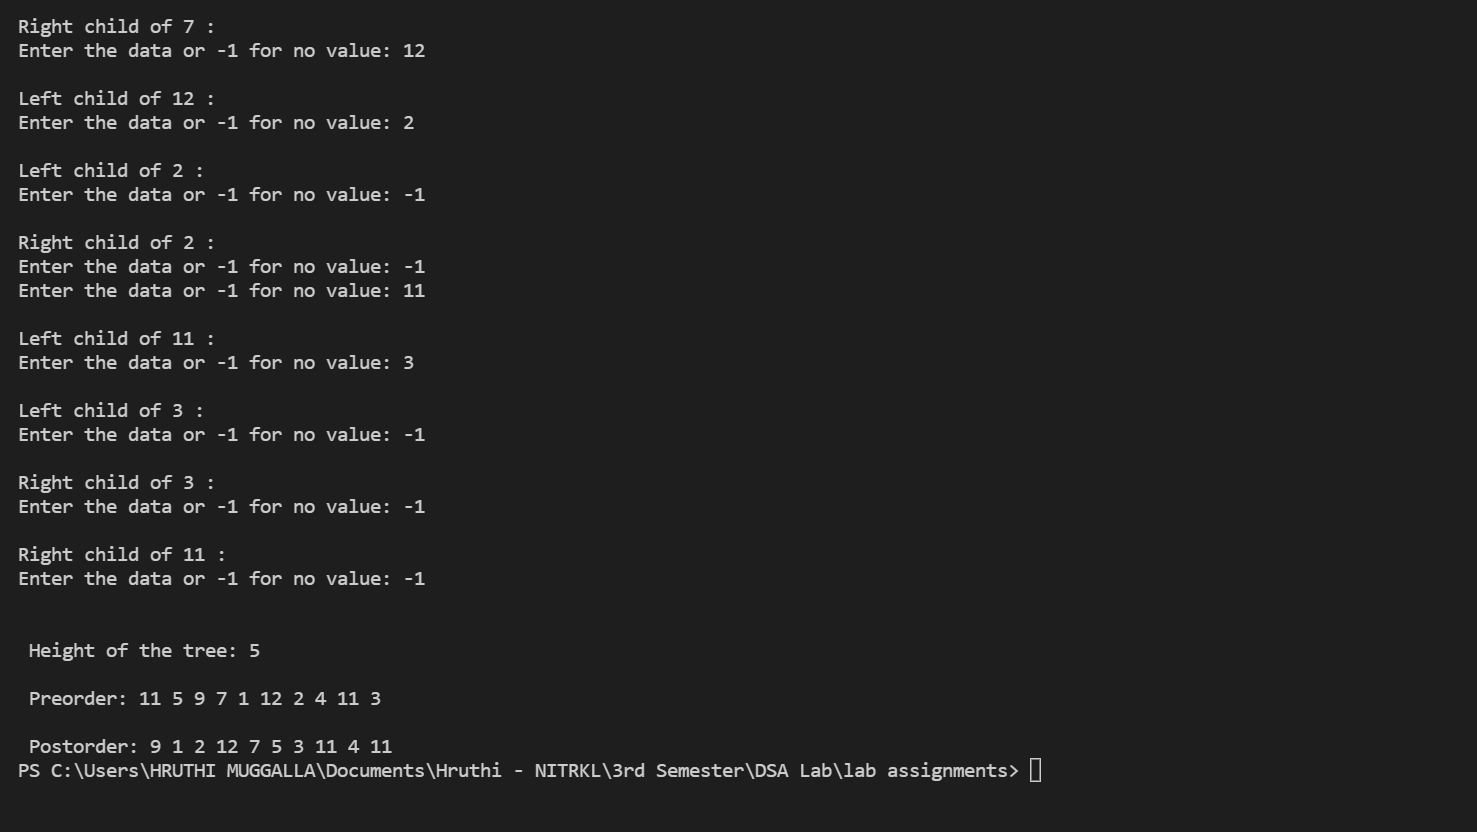 Right child of 7 :
Enter the data or -1 for no value: 12
Left child of 12 :
Enter the data or -1 for no value: 2
Left child of 2 :
Enter the data or -1 for no value: -1
Right child of 2 :
Enter the data or -1 for no value: -1
Enter the data or -1 for no value: 11
Left child of 11 :
Enter the data or -1 for no value: 3
Left child of 3 :
Enter the data or -1 for no value: -1
Right child of 3 :
Enter the data or -1 for no value: -1
Right child of 11 :
Enter the data or -1 for no value: -1
Height of the tree: 5
Preorder: 11 5 9 7 1 12 2 4 11 3
Postorder: 9 1 2 12 7 5 3 11 4 11
PS C:\Users\HRUTHI MUGGALLA\Documents\Hruthi - NITRKL\3rd Semester\DSA Lab\lab assignments>